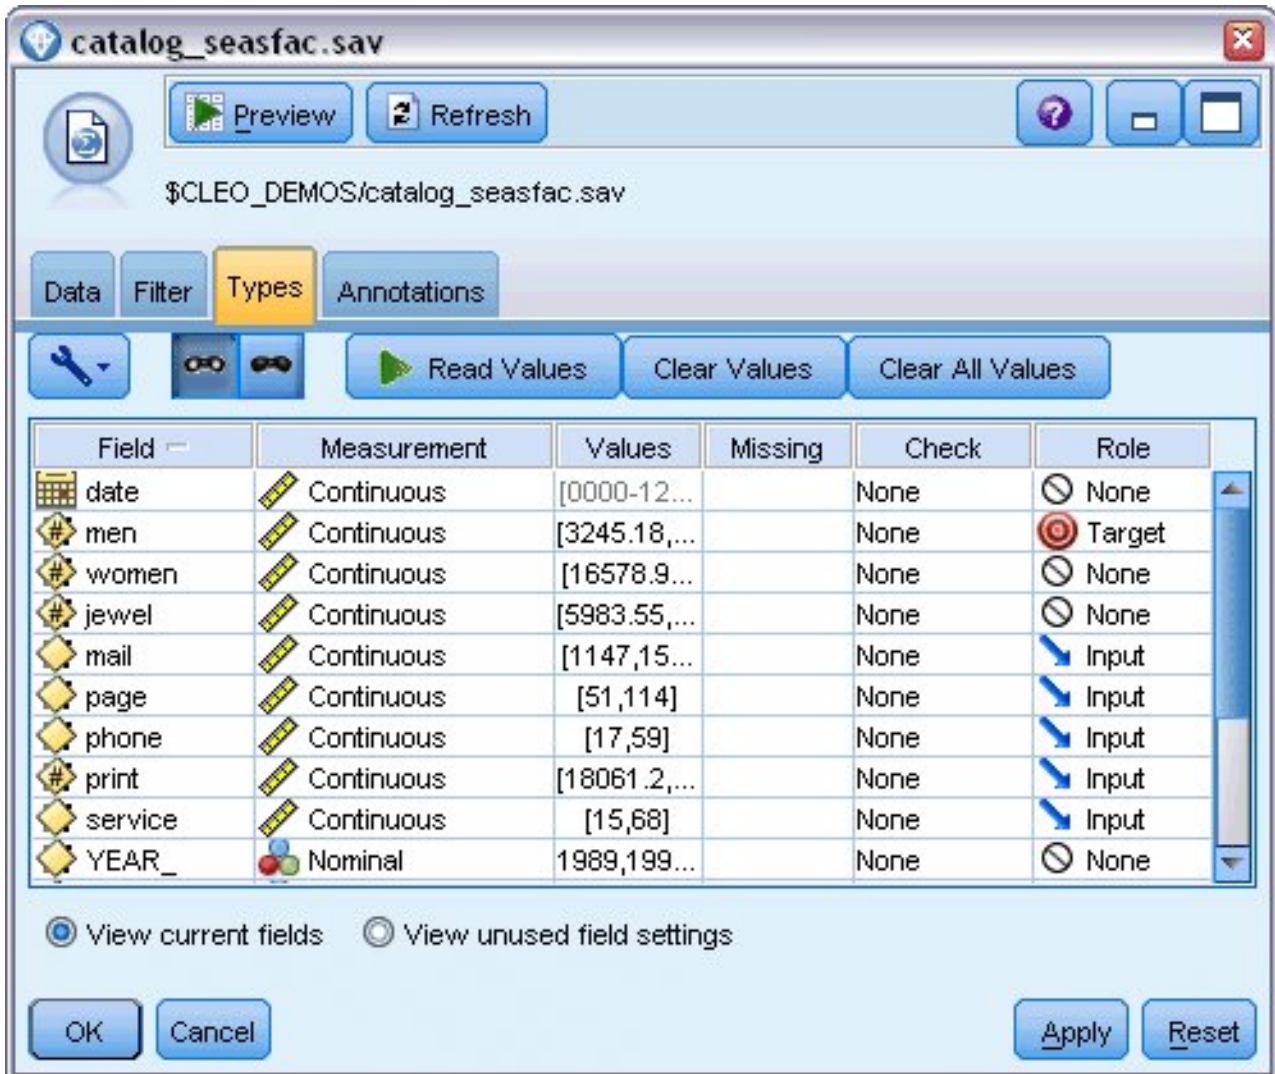 catalog_seasfac.sav
Preview Refresh
$CLEO_DEMOS/catalog_seasfac.sav
Data Filter Types Annotations
Read Values Clear Values Clear All Values
Field Measurement Values Missing Check Role
date Continuous [0000-12... None None
men Continuous [3245.18,... None Target
women Continuous [16578.9... None None
jewel Continuous [5983.55,... None None
mail Continuous [1147,15... None Input
page Continuous [51,114] None Input
phone Continuous [17,59] None Input
print Continuous [18061.2,... None Input
service Continuous [15,68] None Input
YEAR_ Nominal 1989,199... None None
View current fields View unused field settings
OK Cancel Apply Reset